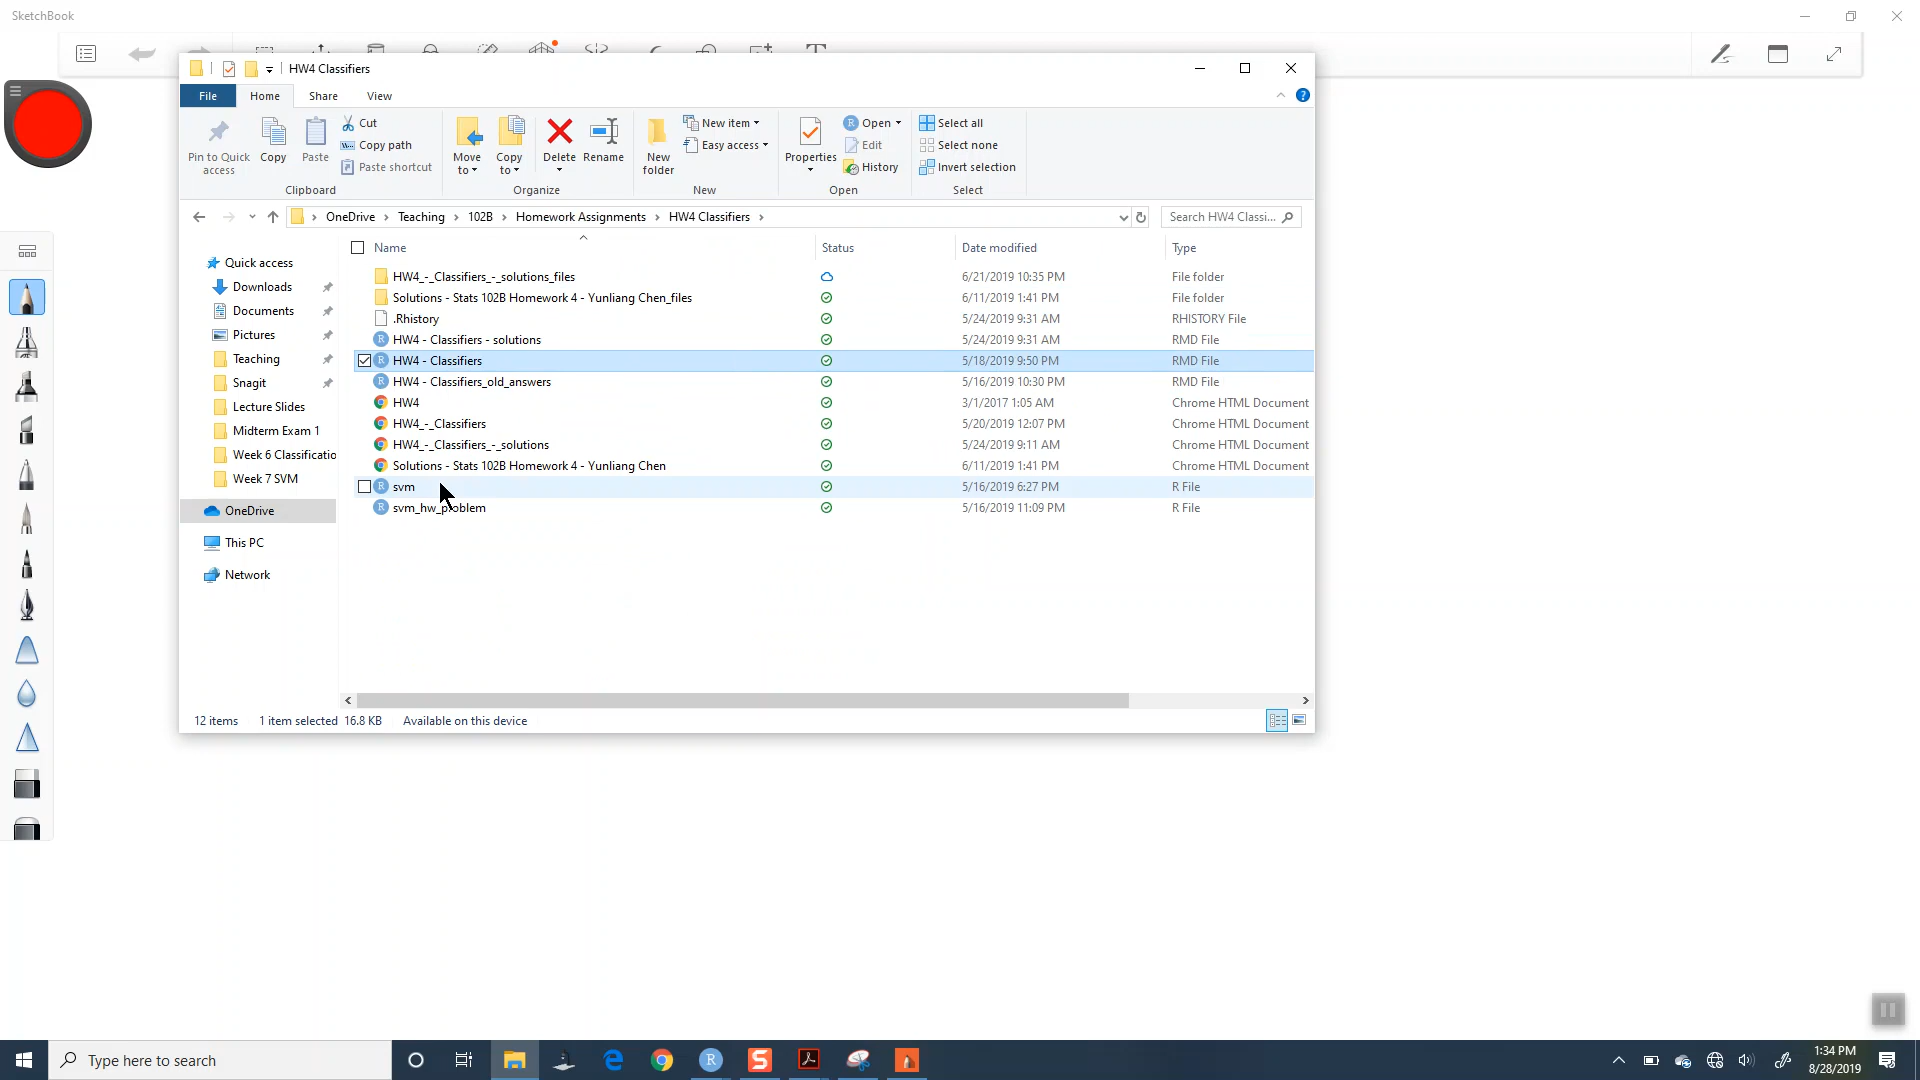 SketchBook
HW4 Classifiers
File Home Share View
Pin to Quick access
Copy
Paste
Cut
Copy path
Paste shortcut
Clipboard
Move to
Copy to
Delete
Rename
Organize
New folder
New item
Easy access
New
Properties
Open
Edit
History
Open
Select all
Select none
Invert selection
Select
OneDrive > Teaching > 102B > Homework Assignments > HW4 Classifiers >
Search HW4 Classi...
Name Status Date modified Type
Quick access
Downloads
Documents
Pictures
Teaching
Snagit
Lecture Slides
Midterm Exam 1
Week 6 Classificatio
Week 7 SVM
OneDrive
This PC
Network
HW4_-_Classifiers_-_solutions_files 6/21/2019 10:35 PM File folder
Solutions - Stats 102B Homework 4 - Yunliang Chen_files 6/11/2019 1:41 PM File folder
.Rhistory 5/24/2019 9:31 AM RHISTORY File
HW4 - Classifiers - solutions 5/24/2019 9:31 AM RMD File
HW4 - Classifiers 5/18/2019 9:50 PM RMD File
HW4 - Classifiers_old_answers 5/16/2019 10:30 PM RMD File
HW4 3/1/2017 1:05 AM Chrome HTML Document
HW4_-_Classifiers 5/20/2019 12:07 PM Chrome HTML Document
HW4_-_Classifiers_-_solutions 5/24/2019 9:11 AM Chrome HTML Document
Solutions - Stats 102B Homework 4 - Yunliang Chen 6/11/2019 1:41 PM Chrome HTML Document
svm 5/16/2019 6:27 PM R File
svm_hw_problem 5/16/2019 11:09 PM R File
12 items 1 item selected 16.8 KB Available on this device
Type here to search
1:34 PM
8/28/2019